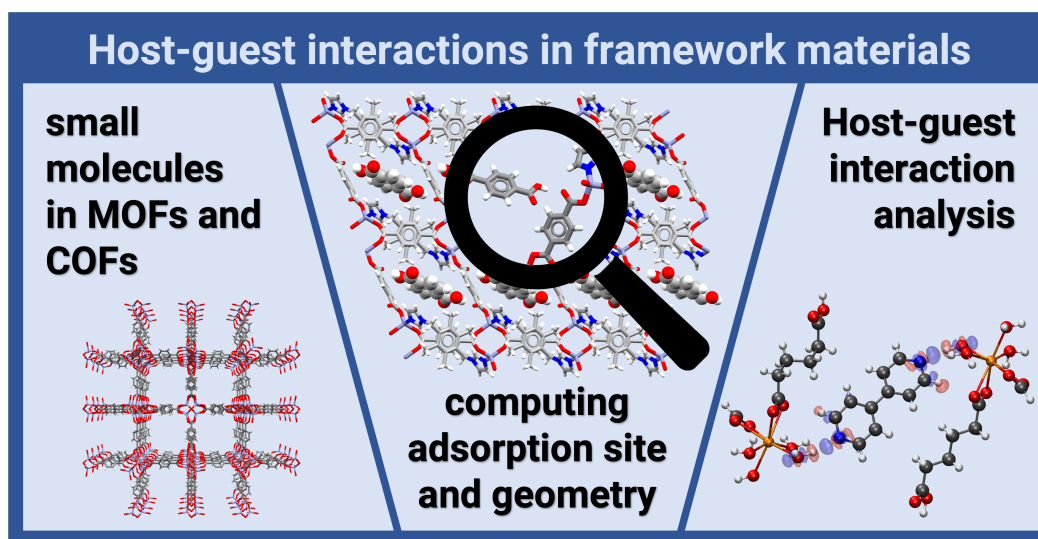 Host-guest interactions in framework materials
small
molecules
in MOFs and
COFs
computing
adsorption site
and geometry
Host-guest
interaction
analysis